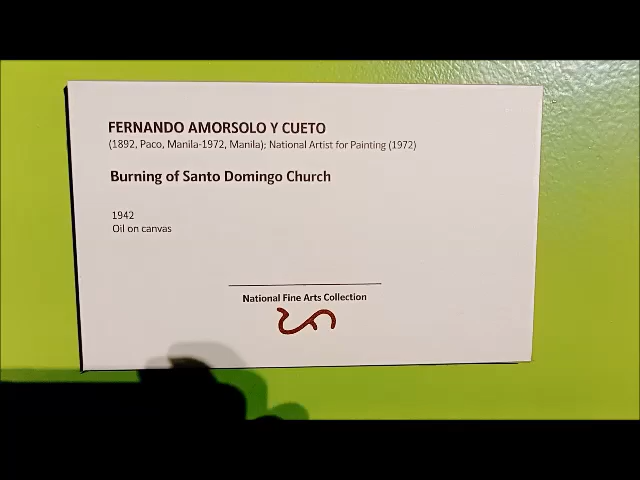 FERNANDO AMORSOLO Y CUETO
(1892, Paco, Manila-1972, Manila); National Artist for Painting (1972)
Burning of Santo Domingo Church
1942
Oil on canvas
National Fine Arts Collection